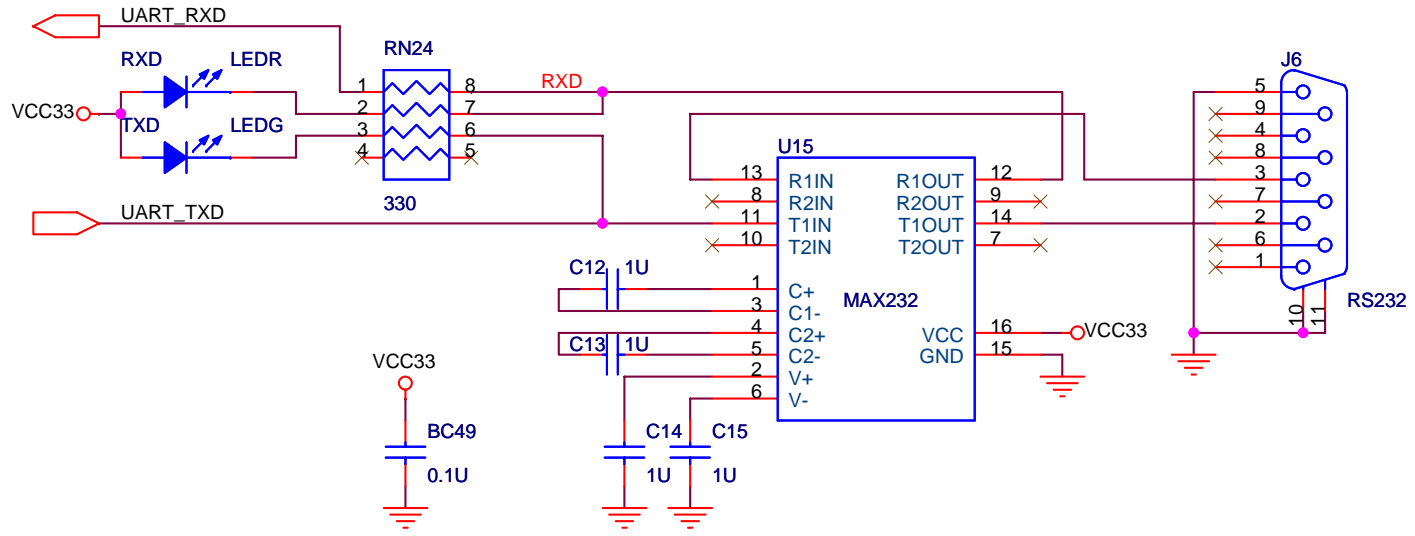 UART_RXD
RN24
J6
RXD LEDR
VCC33
TXD LEDG
1 8
2 7
3 6
4 5
RXD
330
UART_TXD
U15
13 R1IN R1OUT 12
8 R2IN R2OUT 9
11 T1IN T1OUT 14
10 T2IN T2OUT 7
1 C+
3 C1-
4 C2+ VCC 16
5 C2- GND 15
2 V+
6 V-
MAX232
VCC33
C12 1U
C13 1U
5
9
4
8
3
7
2
6
1
10
11
RS232
VCC33
BC49
0.1U
C14
1U
C15
1U